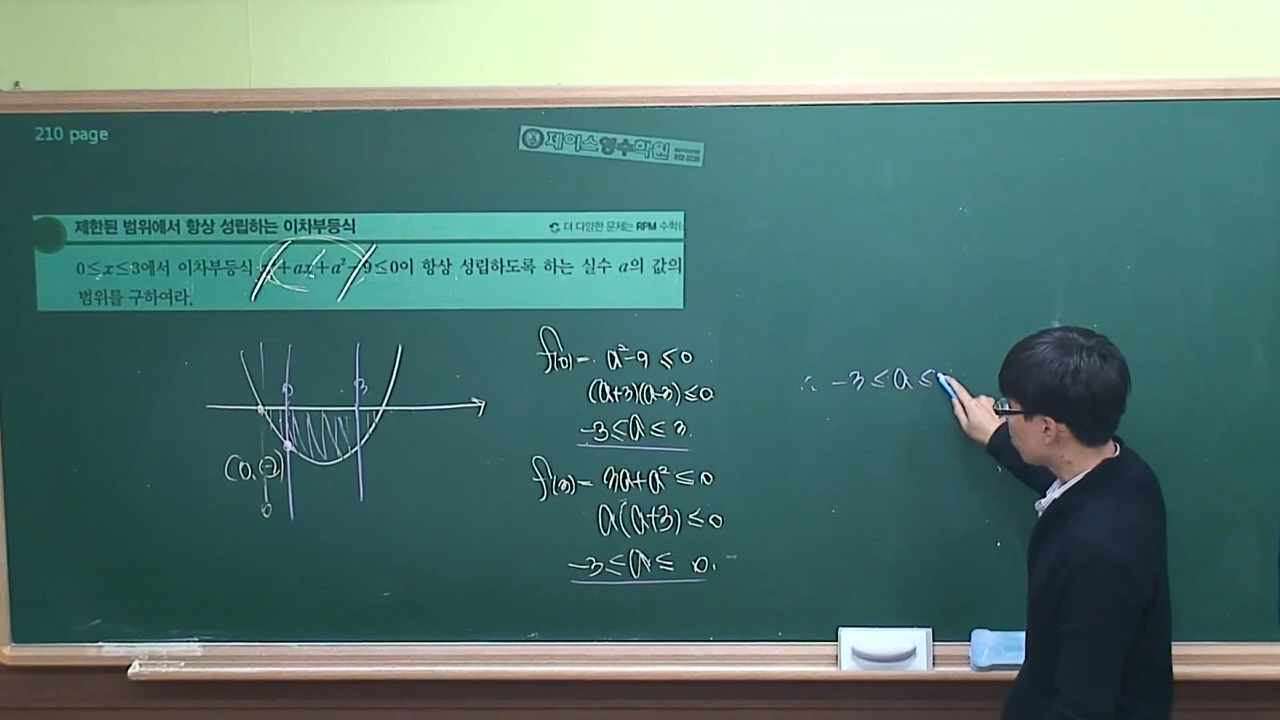 210 page
제이스영수학원
제한된 범위에서 항상 성립하는 이차부등식
더 다양한 문제는 RPM 수학(
0≤x≤3에서 이차부등식 x²+ax+a²-9≤0이 항상 성립하도록 하는 실수 a의 값의
범위를 구하여라.
0 3
f(0)= a²-9≤0
(a+3)(a-3)≤0
-3≤a≤3.
f(3)= 3a+a²≤0
a(a+3)≤0
-3≤a≤0.
∴ -3≤a≤